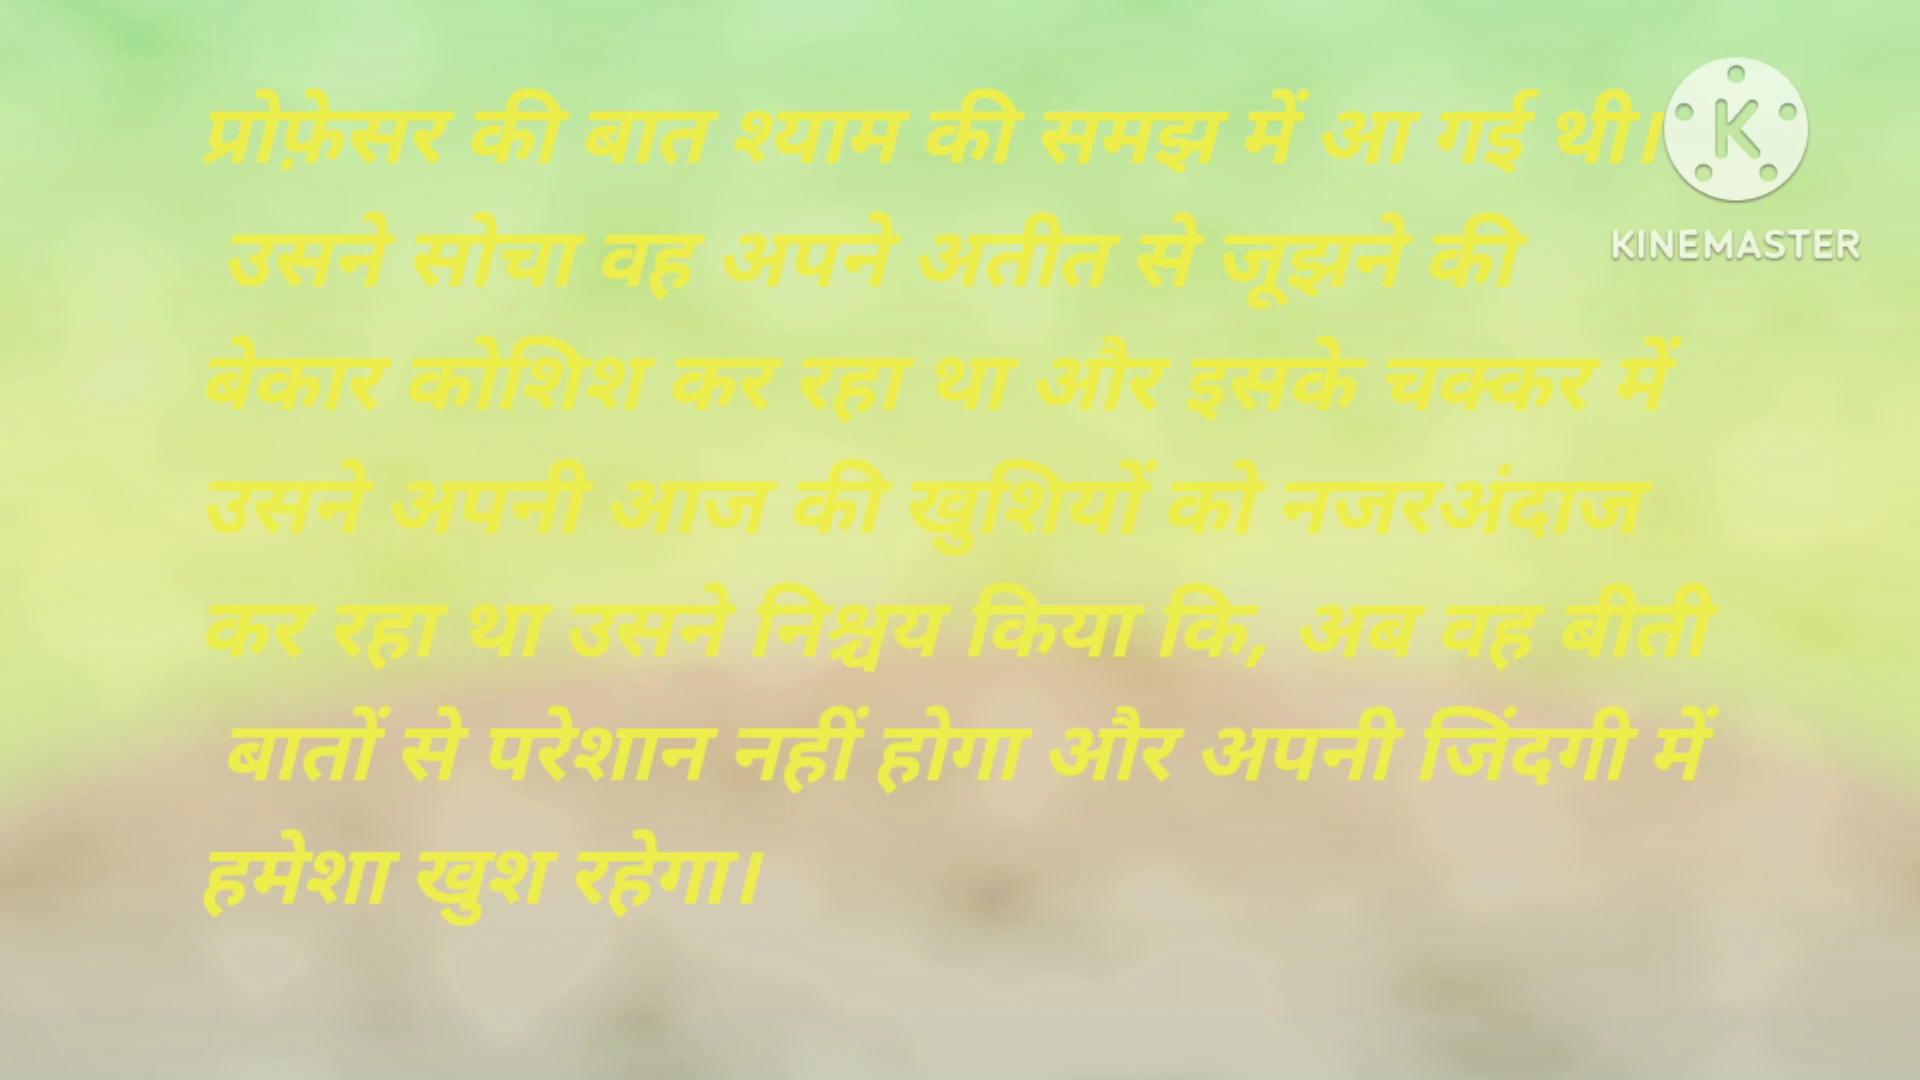 प्रोफ़ेसर की बात श्याम की समझ में आ गई थी।
उसने सोचा वह अपने अतीत से जूझने की
बेकार कोशिश कर रहा था और इसके चक्कर में
उसने अपनी आज की खुशियों को नजरअंदाज
कर रहा था उसने निश्चय किया कि, अब वह बीती
बातों से परेशान नहीं होगा और अपनी जिंदगी में
हमेशा खुश रहेगा।
K
KINEMASTER